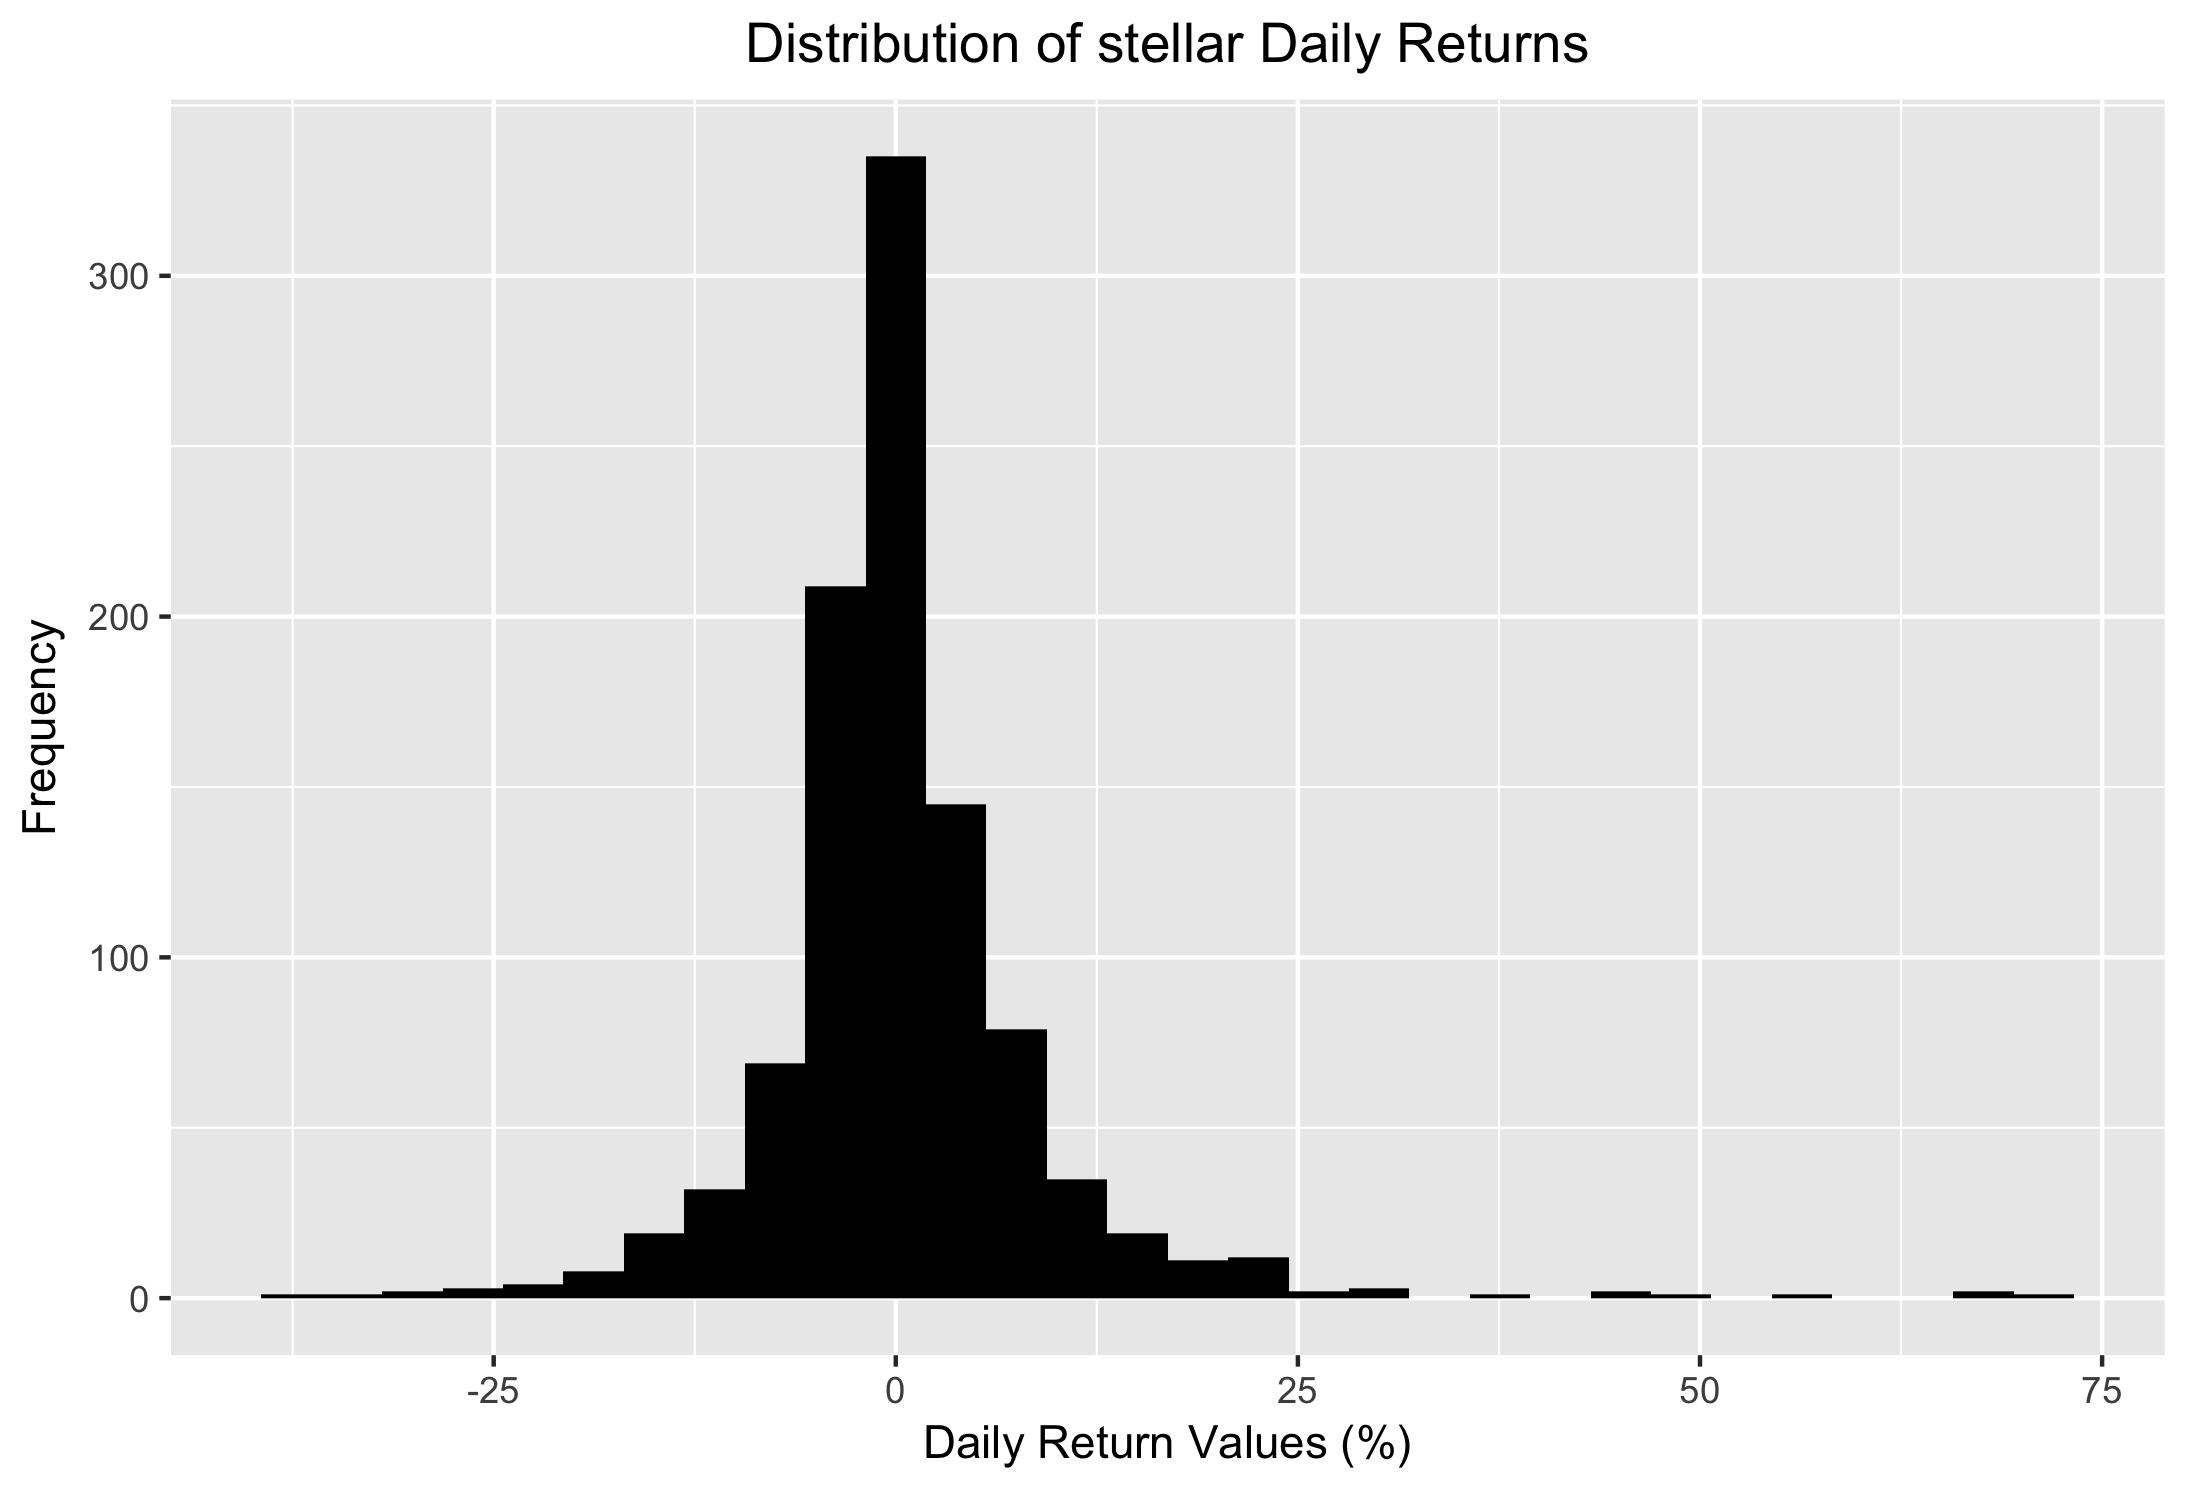 Distribution of stellar Daily Returns
Frequency
300
200
100
0
-25 0 25 50 75
Daily Return Values (%)